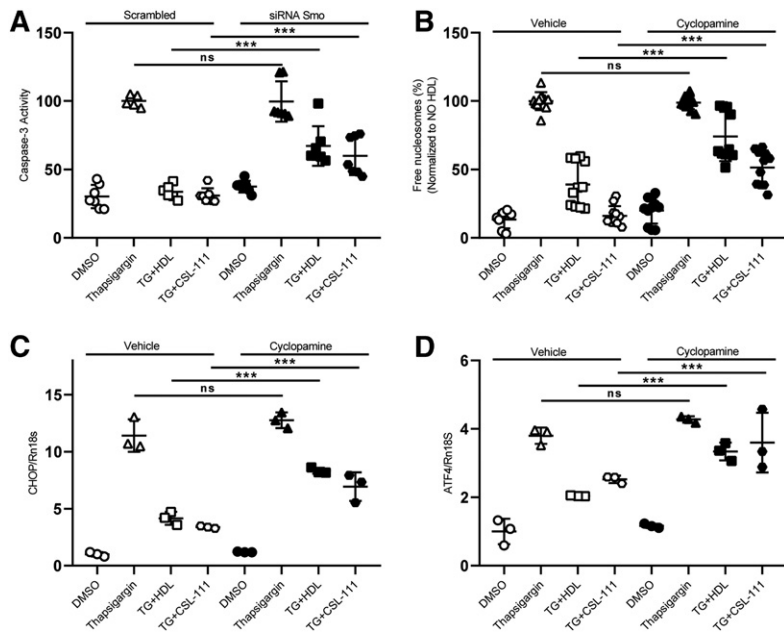 A
Scrambled
siRNA Smo
***
***
ns
150
100
50
0
Caspase-3 Activity
DMSO
Thapsigargin
TG+HDL
TG+CSL-111
DMSO
Thapsigargin
TG+HDL
TG+CSL-111
B
Vehicle
Cyclopamine
***
***
ns
150
100
50
0
Free nucleosomes (%)
(Normalized to NO HDL)
DMSO
Thapsigargin
TG+HDL
TG+CSL-111
DMSO
Thapsigargin
TG+HDL
TG+CSL-111
C
Vehicle
Cyclopamine
***
***
ns
15
10
5
0
CHOP/Rn18s
DMSO
Thapsigargin
TG+HDL
TG+CSL-111
DMSO
Thapsigargin
TG+HDL
TG+CSL-111
D
Vehicle
Cyclopamine
***
***
ns
6
4
2
0
ATF4/Rn18S
DMSO
Thapsigargin
TG+HDL
TG+CSL-111
DMSO
Thapsigargin
TG+HDL
TG+CSL-111